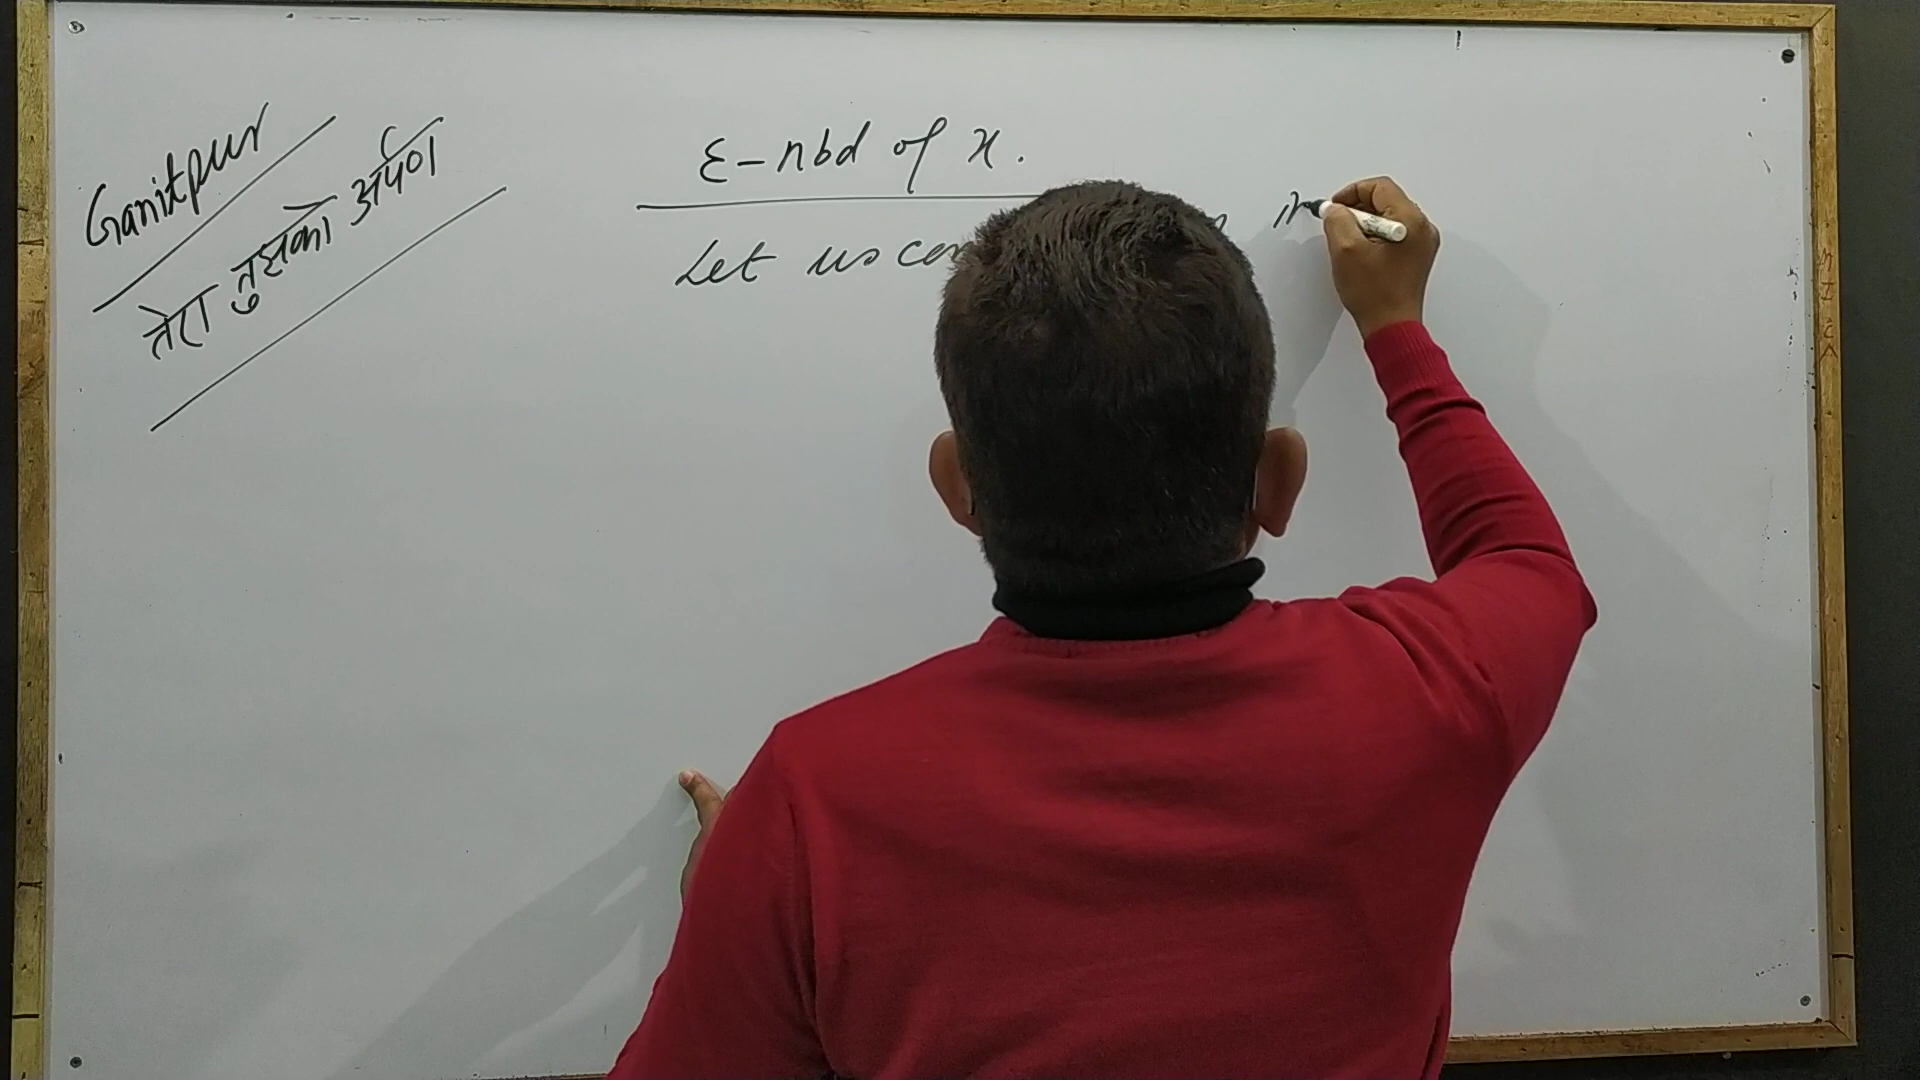 Ganitpur
तेरा तुझको अर्पण
ε-nbd of x.
Let us con